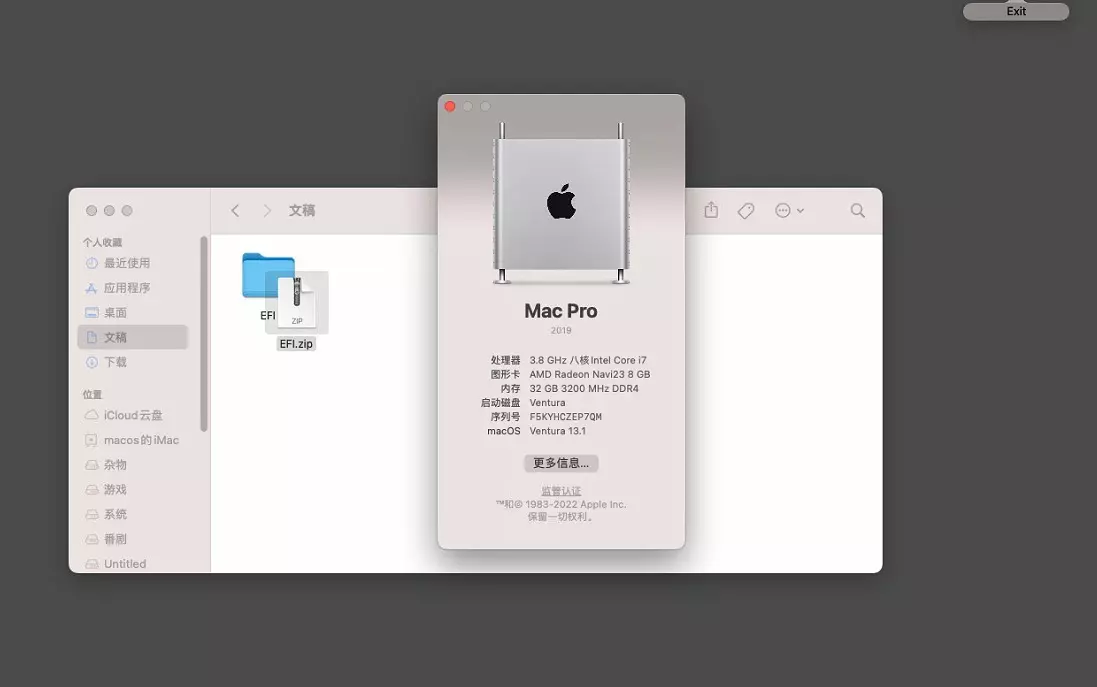 Exit
文稿
个人收藏
最近使用
应用程序
桌面
文稿
下载
位置
iCloud云盘
macos的iMac
杂物
游戏
系统
番剧
Untitled
EFI
ZIP
EFI.zip
Mac Pro
2019
处理器 3.8 GHz 八核Intel Core i7
图形卡 AMD Radeon Navi23 8 GB
内存 32 GB 3200 MHz DDR4
启动磁盘 Ventura
序列号 F5KYHCZEP7QM
macOS Ventura 13.1
更多信息...
监管认证
™和© 1983-2022 Apple Inc.
保留一切权利。